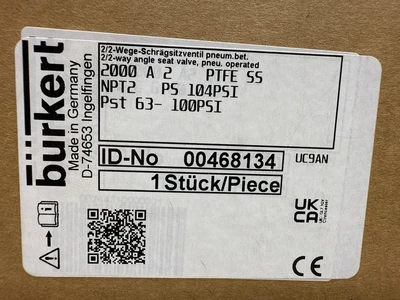 bürkert
Made in Germany
D-74653 Ingelfingen
2/2-Wege-Schrägsitzventil pneum.bet.
2/2-way angle seat valve, pneu. operated
2000 A 2 PTFE SS
NPT2 PS 104PSI
Pst 63- 100PSI
ID-No 00468134
UC9AN
1 Stück/Piece
UK
CA
CE